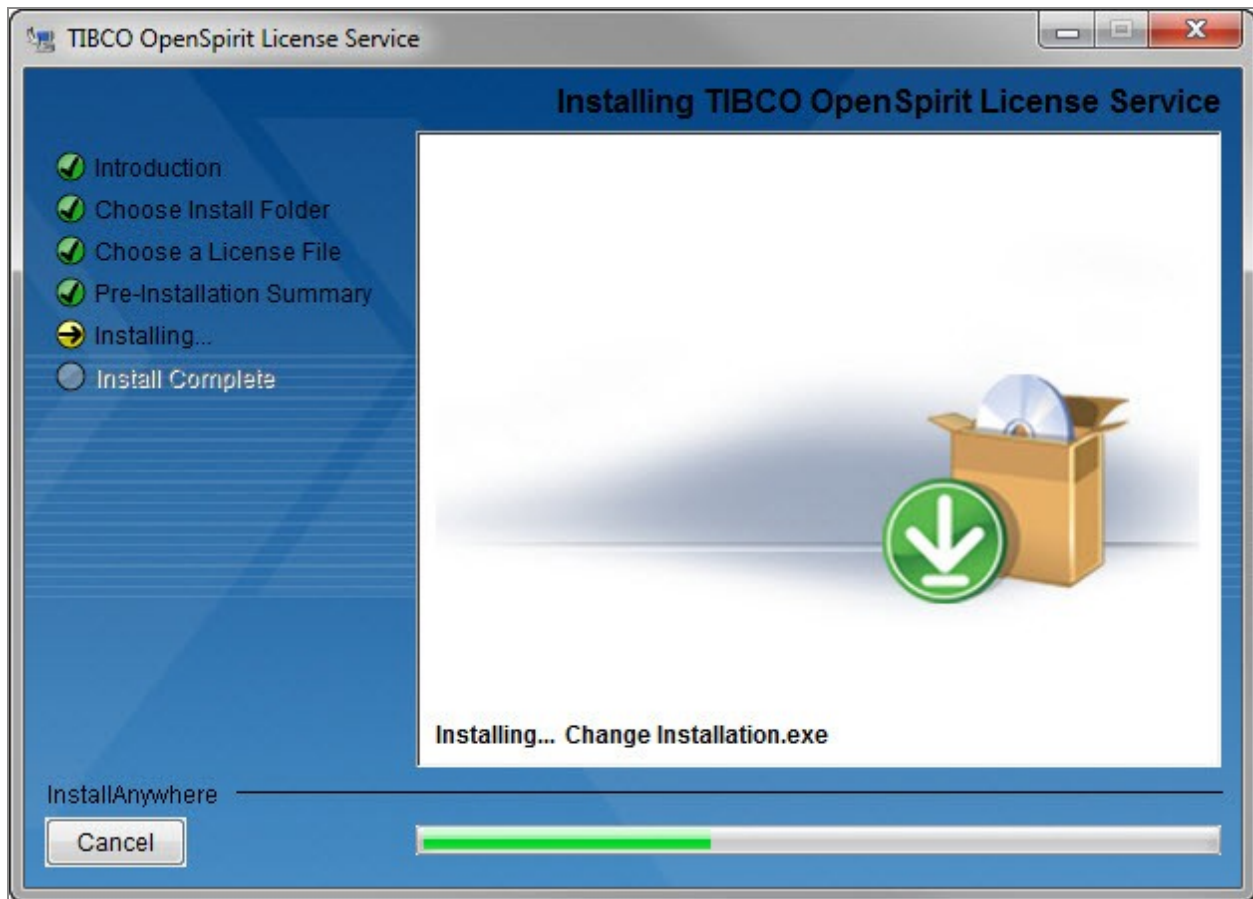 TIBCO OpenSpirit License Service
Installing TIBCO OpenSpirit License Service
Introduction
Choose Install Folder
Choose a License File
Pre-Installation Summary
Installing...
Install Complete
Installing... Change Installation.exe
InstallAnywhere
Cancel